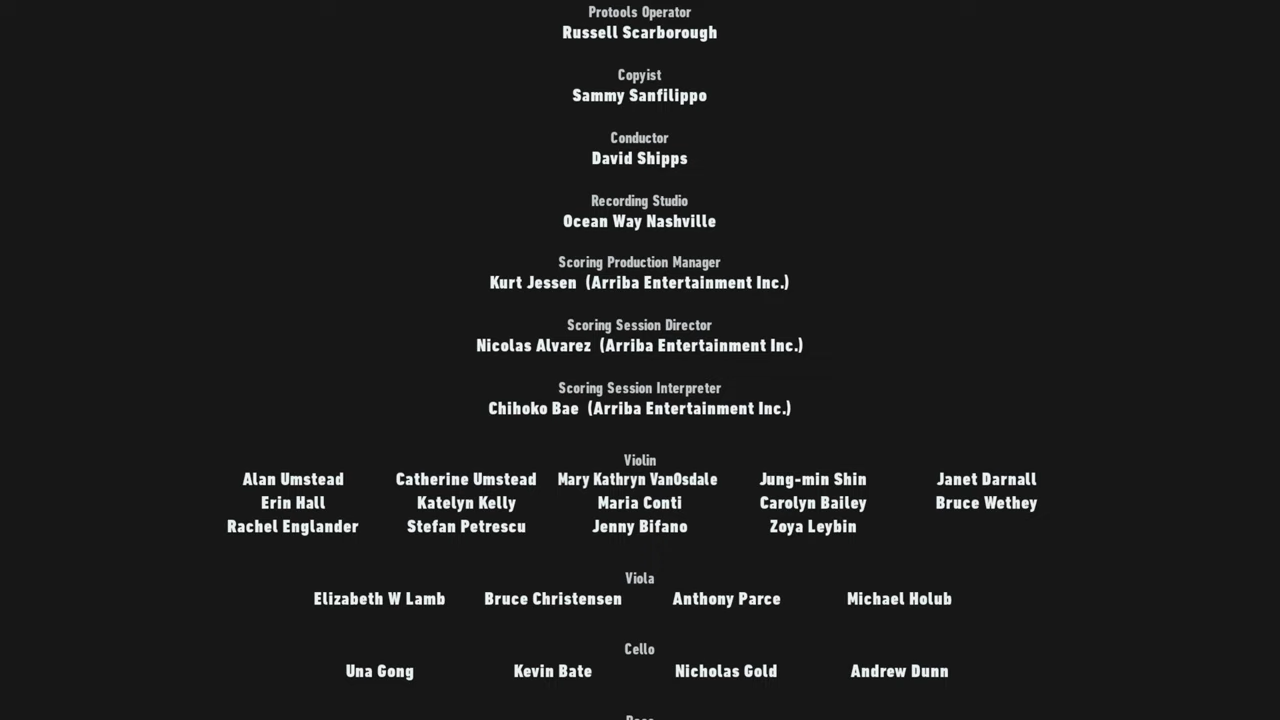 Protools Operator
Russell Scarborough
Copyist
Sammy Sanfilippo
Conductor
David Shipps
Recording Studio
Ocean Way Nashville
Scoring Production Manager
Kurt Jessen (Arriba Entertainment Inc.)
Scoring Session Director
Nicolas Alvarez (Arriba Entertainment Inc.)
Scoring Session Interpreter
Chihoko Bae (Arriba Entertainment Inc.)
Violin
Alan Umstead Catherine Umstead Mary Kathryn VanOsdale Jung-min Shin Janet Darnall
Erin Hall Katelyn Kelly Maria Conti Carolyn Bailey Bruce Wethey
Rachel Englander Stefan Petrescu Jenny Bifano Zoya Leybin
Viola
Elizabeth W Lamb Bruce Christensen Anthony Parce Michael Holub
Cello
Una Gong Kevin Bate Nicholas Gold Andrew Dunn